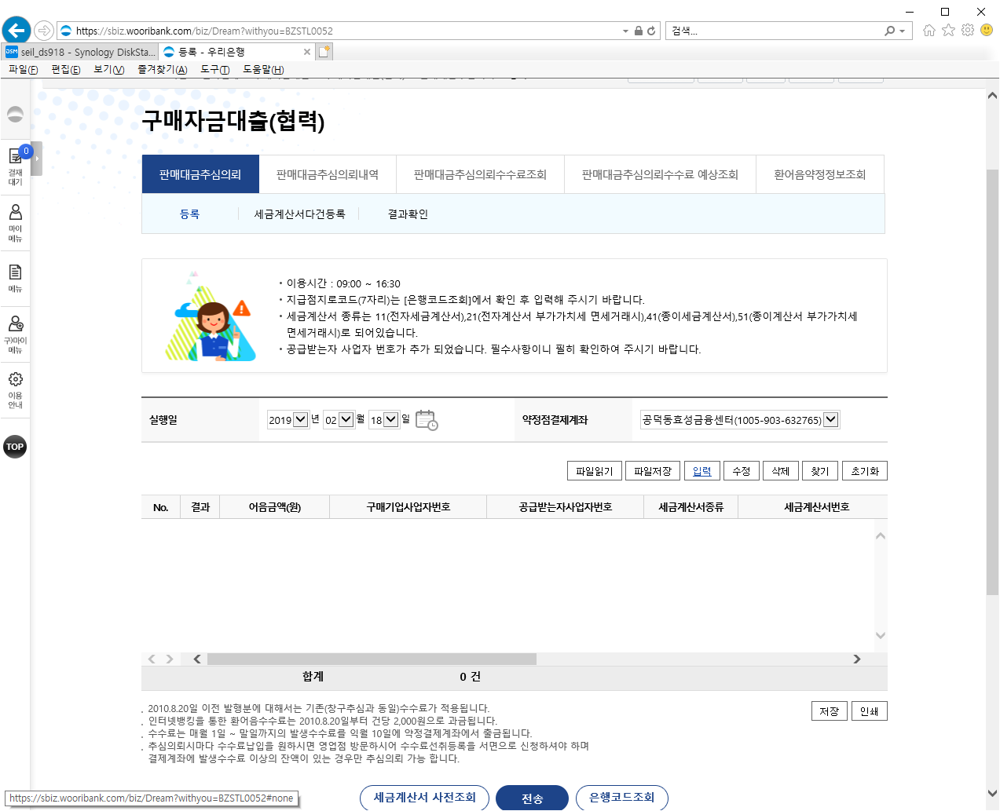 https://sbiz.wooribank.com/biz/Dream?withyou=BZSTL0052
검색...
DSM seil_ds918 - Synology DiskSta...
등록 - 우리은행
파일(F) 편집(E) 보기(V) 즐겨찾기(A) 도구(T) 도움말(H)
0
결재
대기
마이
메뉴
메뉴
구)마이
메뉴
이용
안내
TOP
구매자금대출(협력)
판매대금추심의뢰 판매대금추심의뢰내역 판매대금추심의뢰수수료조회 판매대금추심의뢰수수료 예상조회 환어음약정정보조회
등록 세금계산서다건등록 결과확인
• 이용시간 : 09:00 ~ 16:30
• 지급점지로코드(7자리)는 [은행코드조회]에서 확인 후 입력해 주시기 바랍니다.
• 세금계산서 종류는 11(전자세금계산서),21(전자계산서 부가가치세 면세거래시),41(종이세금계산서),51(종이계산서 부가가치세
면세거래시)로 되어있습니다.
• 공급받는자 사업자 번호가 추가 되었습니다. 필수사항이니 필히 확인하여 주시기 바랍니다.
실행일 2019 년 02 월 18 일 약정점결제계좌 공덕동효성금융센터(1005-903-632765)
파일읽기 파일저장 입력 수정 삭제 찾기 초기화
No. 결과 어음금액(원) 구매기업사업자번호 공급받는자사업자번호 세금계산서종류 세금계산서번호
합계 0 건
. 2010.8.20일 이전 발행분에 대해서는 기존(창구추심과 동일)수수료가 적용됩니다.
. 인터넷뱅킹을 통한 환어음수수료는 2010.8.20일부터 건당 2,000원으로 과금됩니다.
. 수수료는 매월 1일 ~ 말일까지의 발생수수료를 익월 10일에 약정결제계좌에서 출금됩니다.
. 추심의뢰시마다 수수료납입을 원하시면 영업점 방문하시어 수수료선취등록을 서면으로 신청하셔야 하며
결제계좌에 발생수수료 이상의 잔액이 있는 경우만 추심의뢰 가능 합니다.
저장 인쇄
세금계산서 사전조회 전송 은행코드조회
https://sbiz.wooribank.com/biz/Dream?withyou=BZSTL0052#none